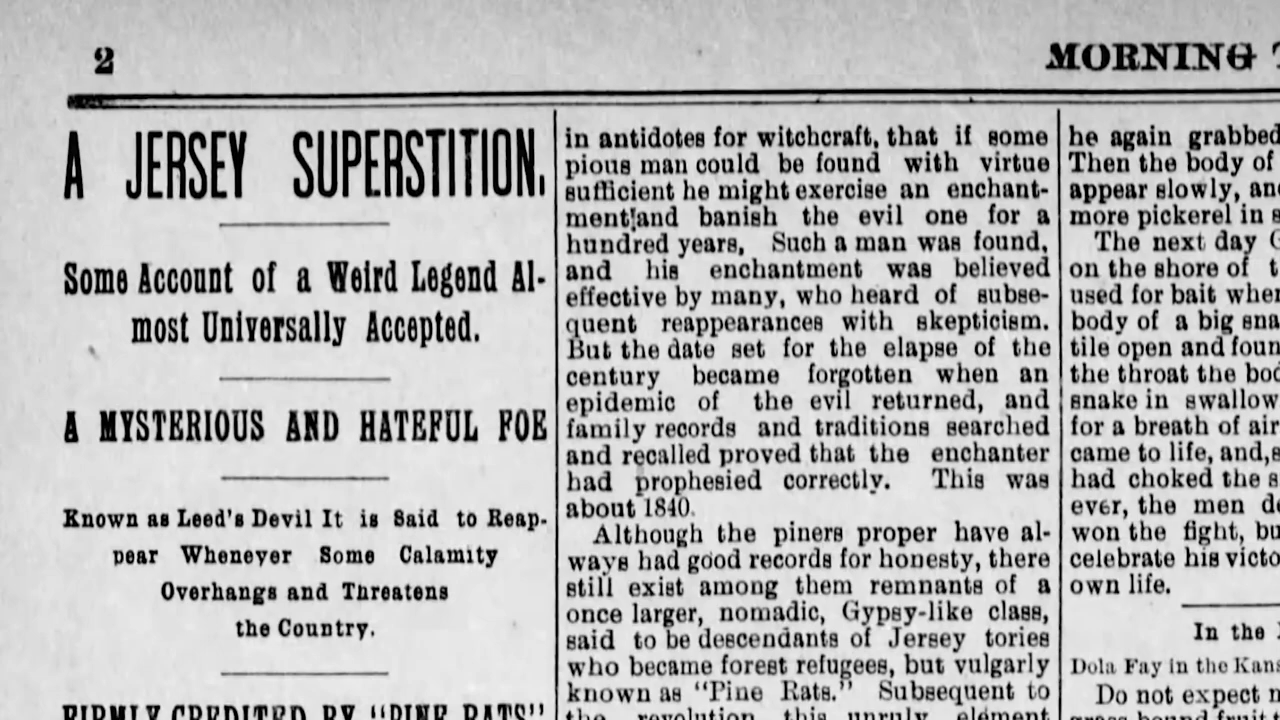 2
MORNING
A JERSEY SUPERSTITION.
Some Account of a Weird Legend Al-
most Universally Accepted.
A MYSTERIOUS AND HATEFUL FOE
Known as Leed's Devil It is Said to Reap-
pear Whenever Some Calamity
Overhangs and Threatens
the Country.
FIRMLY CREDITED BY "PINE RATS"
in antidotes for witchcraft, that if some
pious man could be found with virtue
sufficient he might exercise an enchant-
ment and banish the evil one for a
hundred years, Such a man was found,
and his enchantment was believed
effective by many, who heard of subse-
quent reappearances with skepticism.
But the date set for the elapse of the
century became forgotten when an
epidemic of the evil returned, and
family records and traditions searched
and recalled proved that the enchanter
had prophesied correctly. This was
about 1840.
Although the piners proper have al-
ways had good records for honesty, there
still exist among them remnants of a
once larger, nomadic, Gypsy-like class,
said to be descendants of Jersey tories
who became forest refugees, but vulgarly
known as "Pine Rats." Subsequent to
the revolution this unruly element
he again grabbed
Then the body of
appear slowly, and
more pickerel in s
The next day G
on the shore of t
used for bait when
body of a big sna
tile open and foun
the throat the bod
snake in swallow
for a breath of air
came to life, and,s
had choked the s
ever, the men de
won the fight, bu
celebrate his victo
own life.
In the
Dola Fay in the Kans
Do not expect